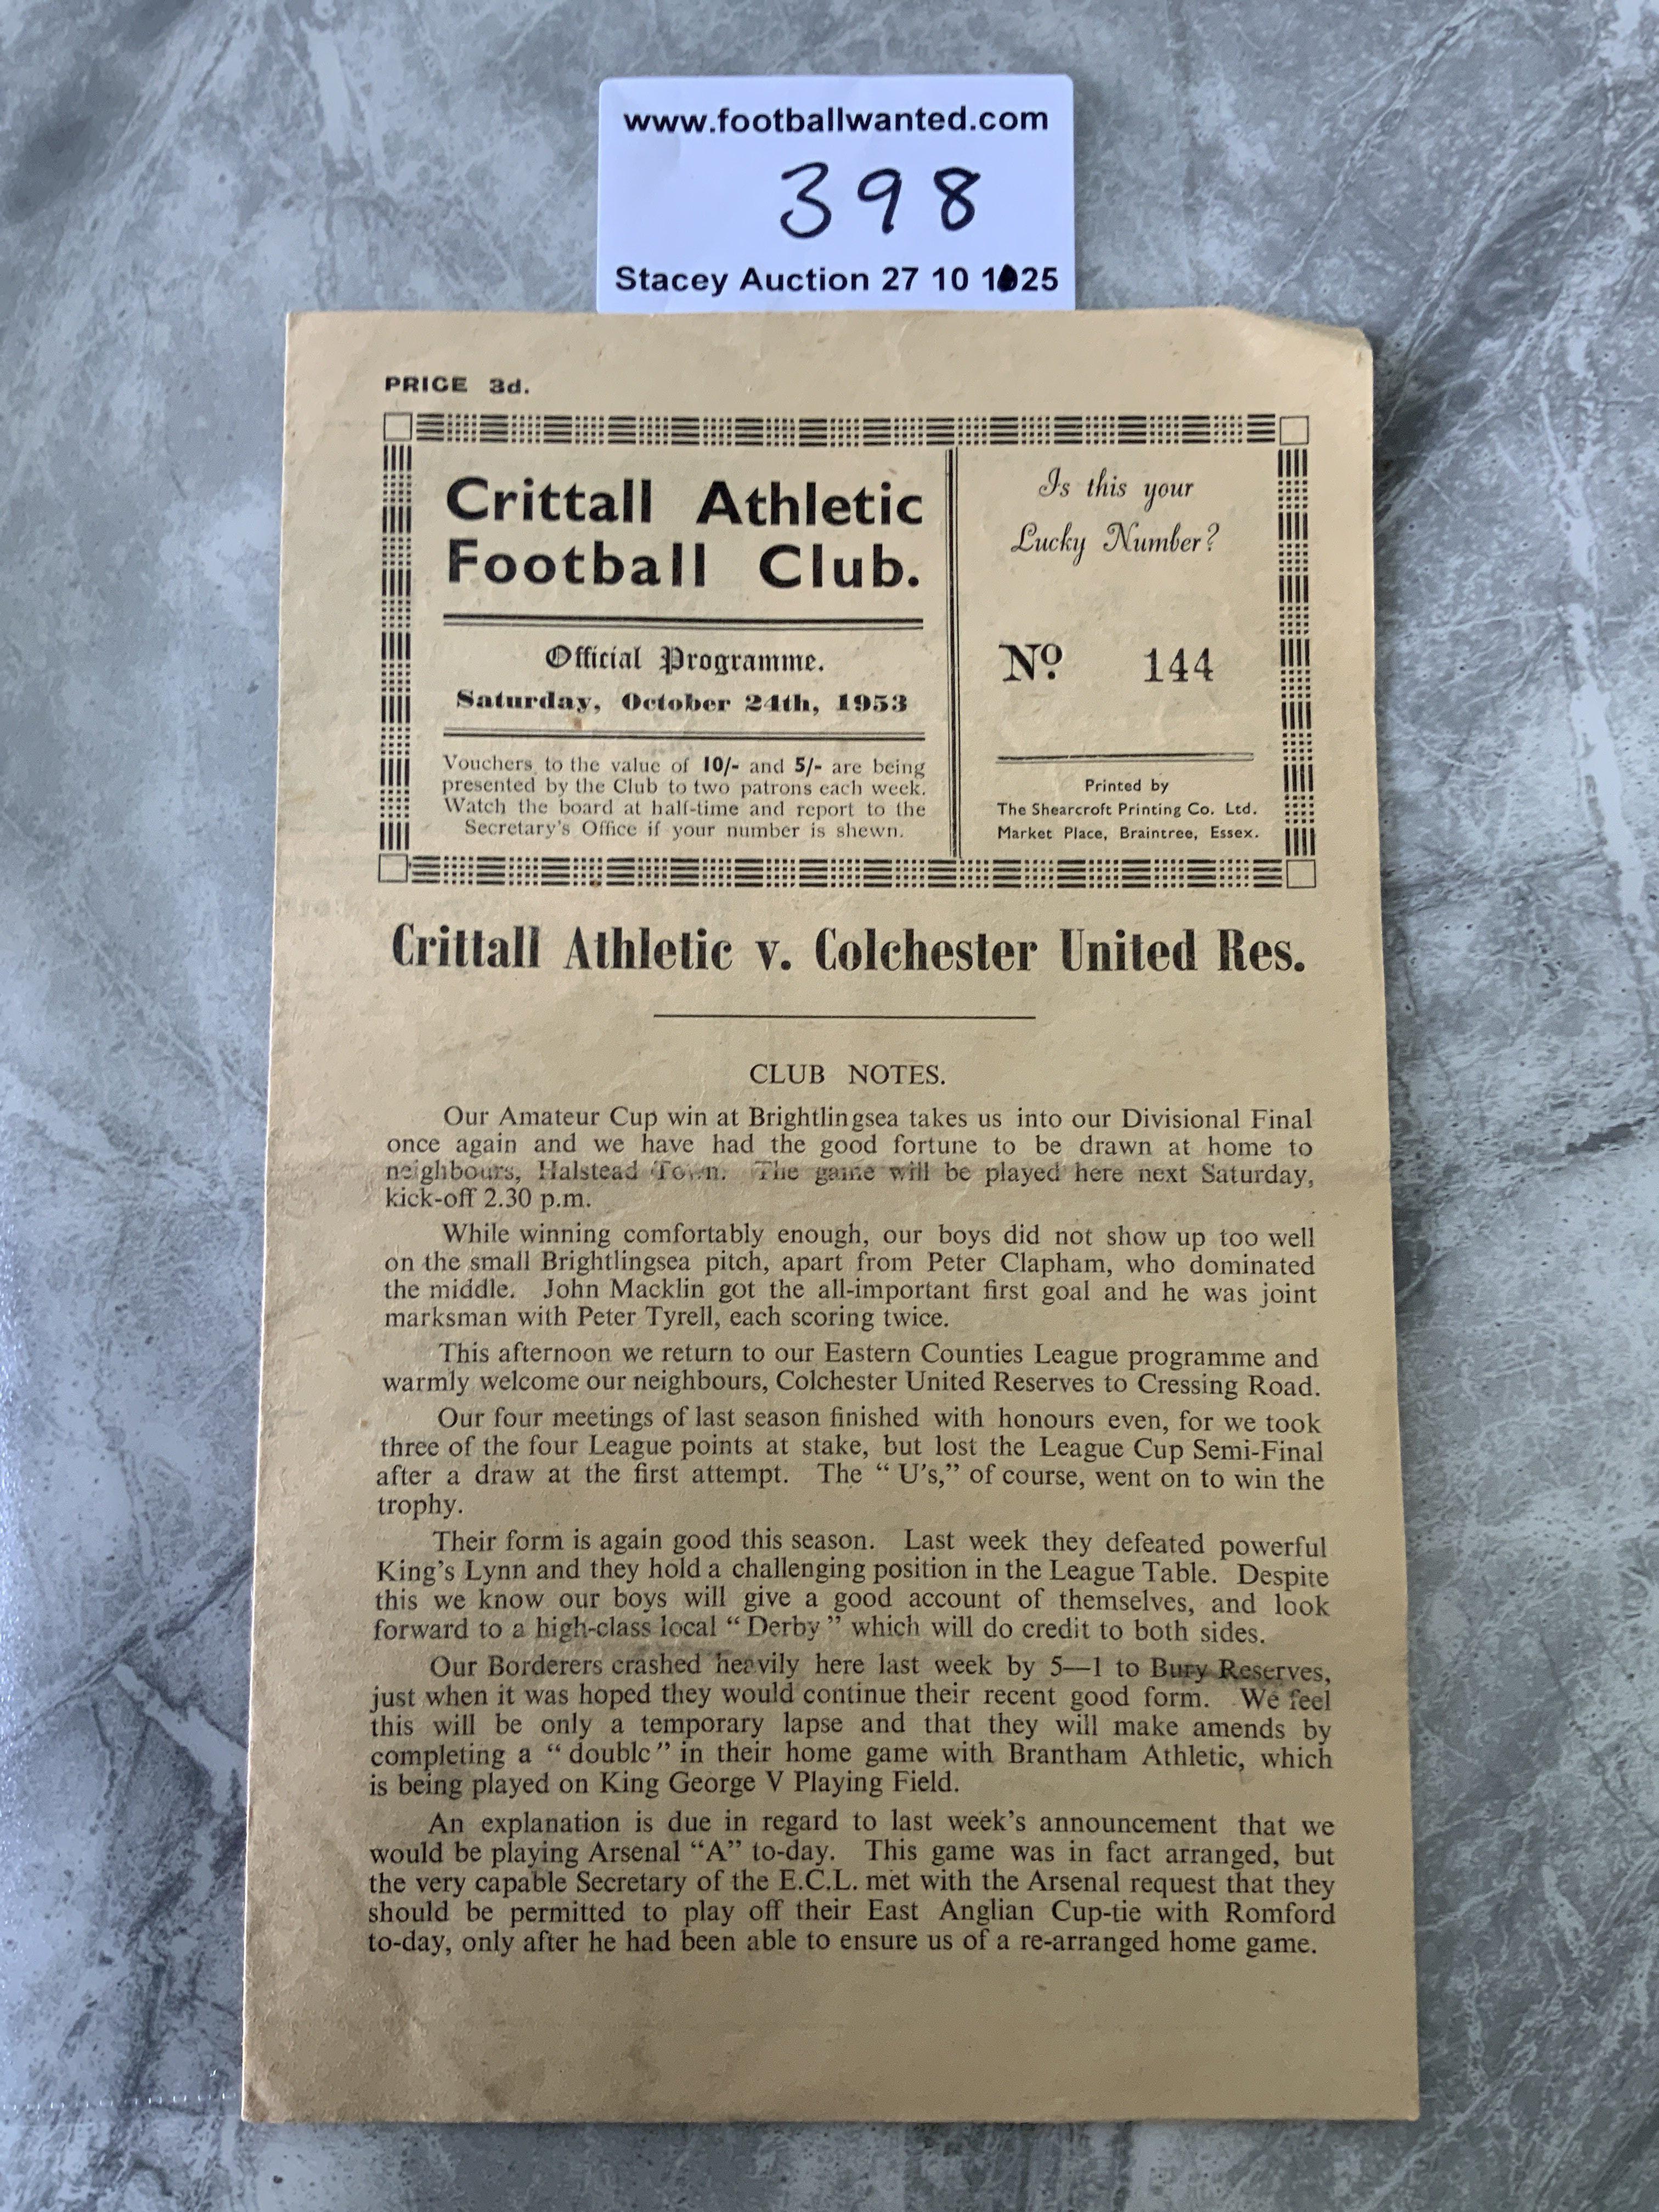 www.footballwanted.com
398
Stacey Auction 27 10 1025
PRICE 3d.
Crittall Athletic
Football Club.
Official Programme.
Saturday, October 24th, 1953
Vouchers to the value of 10/- and 5/- are being
presented by the Club to two patrons each week.
Watch the board at half-time and report to the
Secretary's Office if your number is shewn.
Is this your
Lucky Number?
No. 144
Printed by
The Shearcroft Printing Co. Ltd.
Market Place, Braintree, Essex.
Crittall Athletic v. Colchester United Res.
CLUB NOTES.
Our Amateur Cup win at Brightlingsea takes us into our Divisional Final
once again and we have had the good fortune to be drawn at home to
neighbours, Halstead Town. The game will be played here next Saturday,
kick-off 2.30 p.m.
While winning comfortably enough, our boys did not show up too well
on the small Brightlingsea pitch, apart from Peter Clapham, who dominated
the middle. John Macklin got the all-important first goal and he was joint
marksman with Peter Tyrell, each scoring twice.
This afternoon we return to our Eastern Counties League programme and
warmly welcome our neighbours, Colchester United Reserves to Cressing Road.
Our four meetings of last season finished with honours even, for we took
three of the four League points at stake, but lost the League Cup Semi-Final
after a draw at the first attempt. The “ U's,” of course, went on to win the
trophy.
Their form is again good this season. Last week they defeated powerful
King's Lynn and they hold a challenging position in the League Table. Despite
this we know our boys will give a good account of themselves, and look
forward to a high-class local “ Derby ” which will do credit to both sides.
Our Borderers crashed heavily here last week by 5—1 to Bury Reserves,
just when it was hoped they would continue their recent good form. We feel
this will be only a temporary lapse and that they will make amends by
completing a “ double ” in their home game with Brantham Athletic, which
is being played on King George V Playing Field.
An explanation is due in regard to last week's announcement that we
would be playing Arsenal “A” to-day. This game was in fact arranged, but
the very capable Secretary of the E.C.L. met with the Arsenal request that they
should be permitted to play off their East Anglian Cup-tie with Romford
to-day, only after he had been able to ensure us of a re-arranged home game.